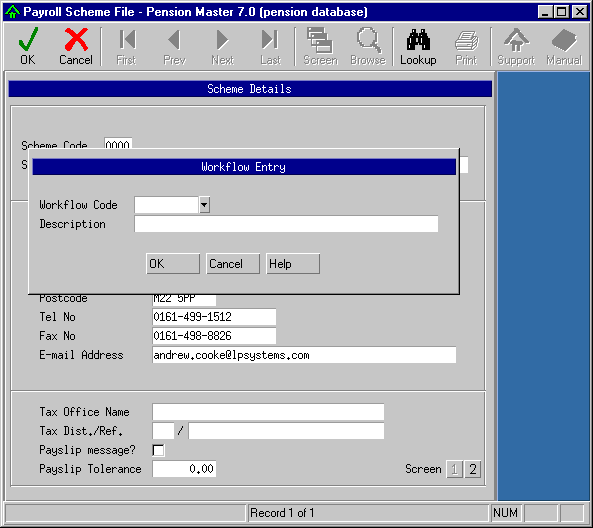 Payroll Scheme File - Pension Master 7.0 (pension database)
OK Cancel First Prev Next Last Screen Browse Lookup Print Support Manual
Scheme Details
Scheme Code 0000
S
Workflow Entry
Workflow Code
Description
OK Cancel Help
Postcode M22 5PP
Tel No 0161-499-1512
Fax No 0161-498-8826
E-mail Address andrew.cooke@lpsystems.com
Tax Office Name
Tax Dist./Ref. /
Payslip message?
Payslip Tolerance 0.00 Screen 1 2
Record 1 of 1 NUM